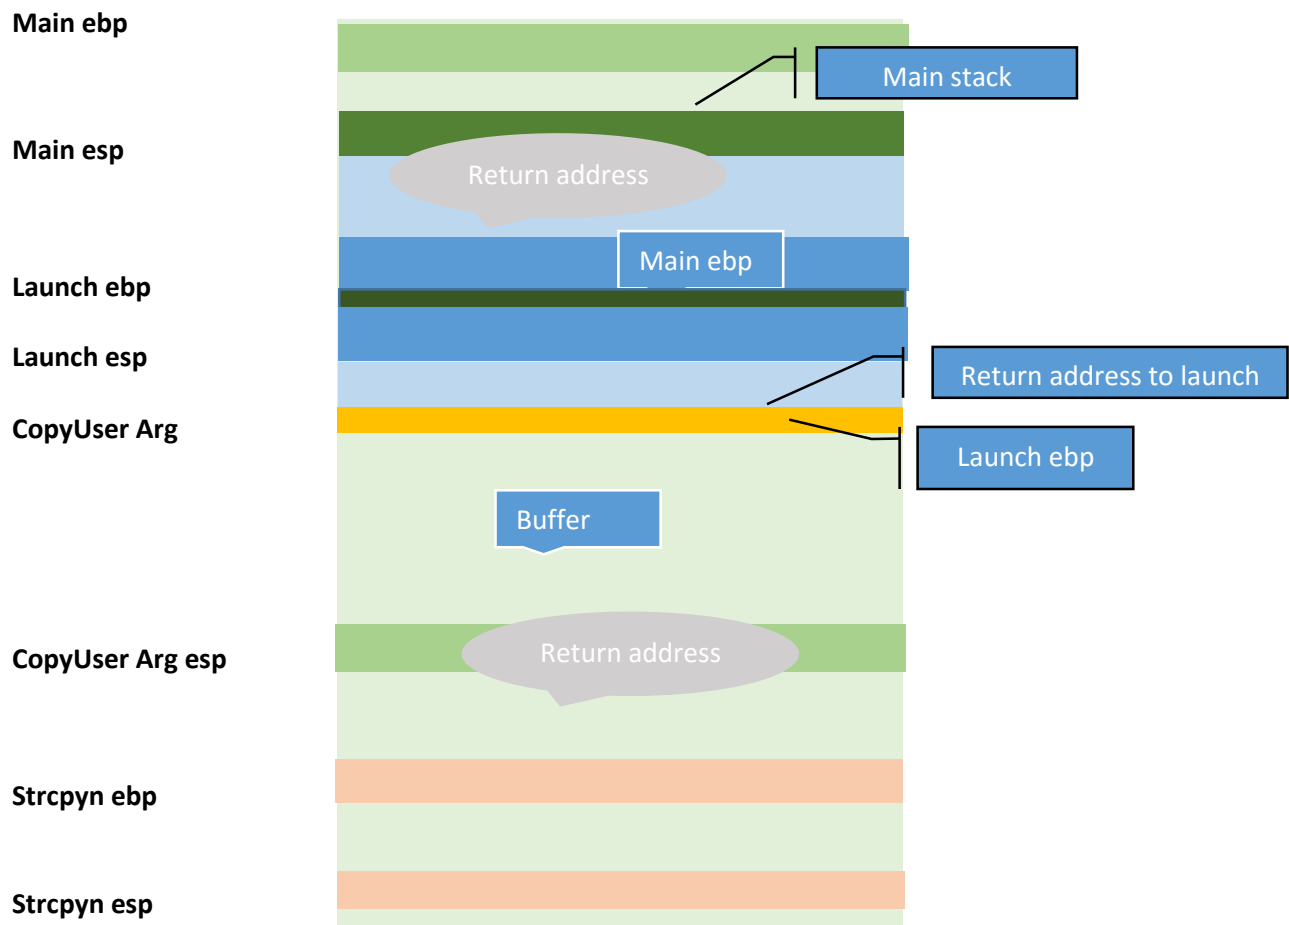 Main ebp
Main stack
Main esp
Return address
Main ebp
Launch ebp
Launch esp
Return address to launch
CopyUser Arg
Launch ebp
Buffer
CopyUser Arg esp
Return address
Strcpyn ebp
Strcpyn esp